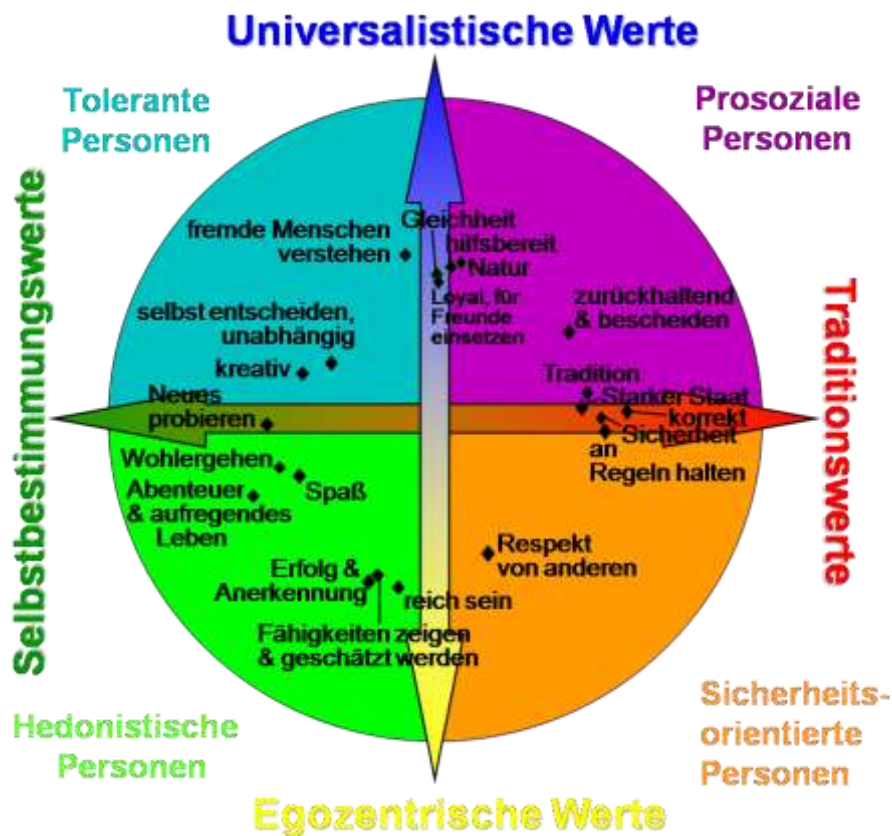 Universalistische Werte
Tolerante
Personen
Prosoziale
Personen
Selbstbestimmungswerte
Traditionswerte
fremde Menschen
verstehen
Gleichheit
hilfsbereit
Natur
Loyal, für
Freunde
einsetzen
zurückhaltend
& bescheiden
selbst entscheiden,
unabhängig
kreativ
Tradition
Neues
probieren
Starker Staat
korrekt
Sicherheit
an
Regeln halten
Wohlergehen
Spaß
Abenteuer
& aufregendes
Leben
Respekt
von anderen
Erfolg &
Anerkennung
reich sein
Fähigkeiten zeigen
& geschätzt werden
Hedonistische
Personen
Sicherheits-
orientierte
Personen
Egozentrische Werte